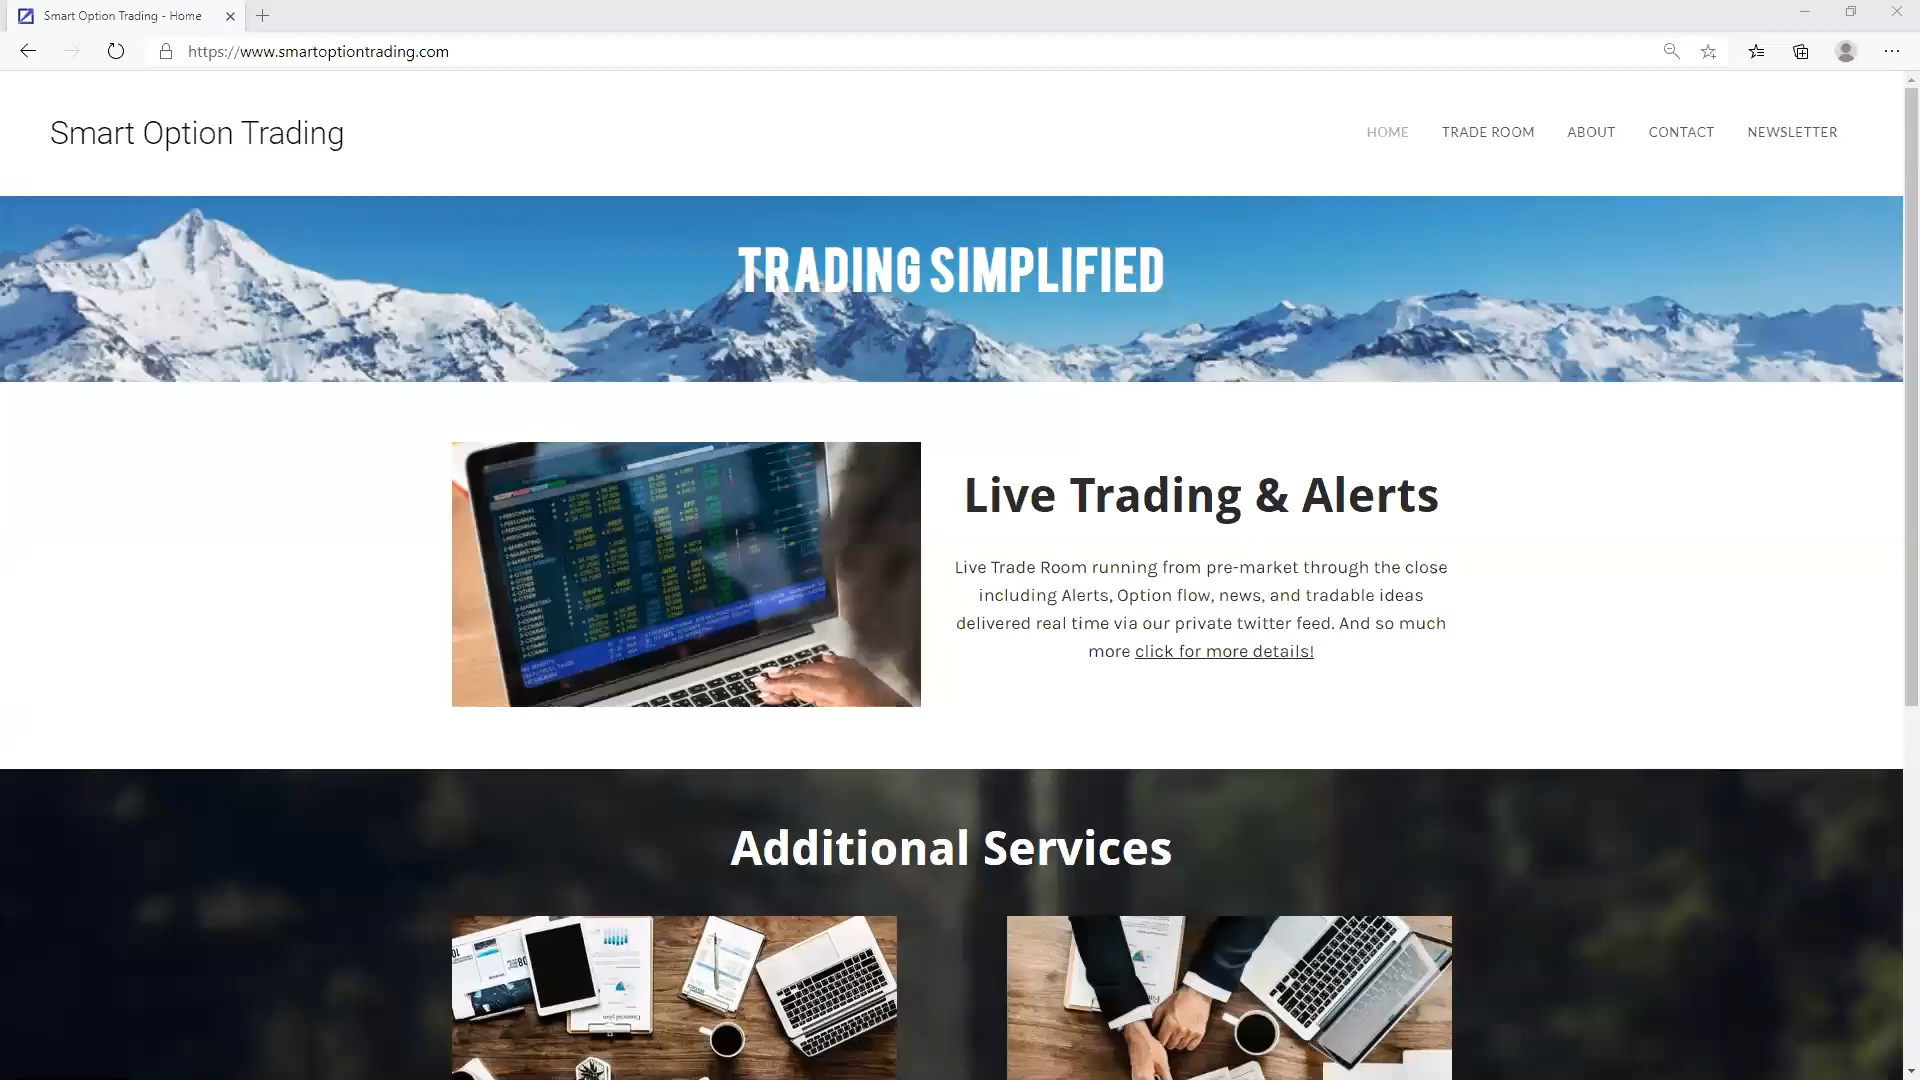 Smart Option Trading - Home
https://www.smartoptiontrading.com
Smart Option Trading
HOME TRADE ROOM ABOUT CONTACT NEWSLETTER
TRADING SIMPLIFIED
Live Trading & Alerts
Live Trade Room running from pre-market through the close
including Alerts, Option flow, news, and tradable ideas
delivered real time via our private twitter feed. And so much
more click for more details!
Additional Services